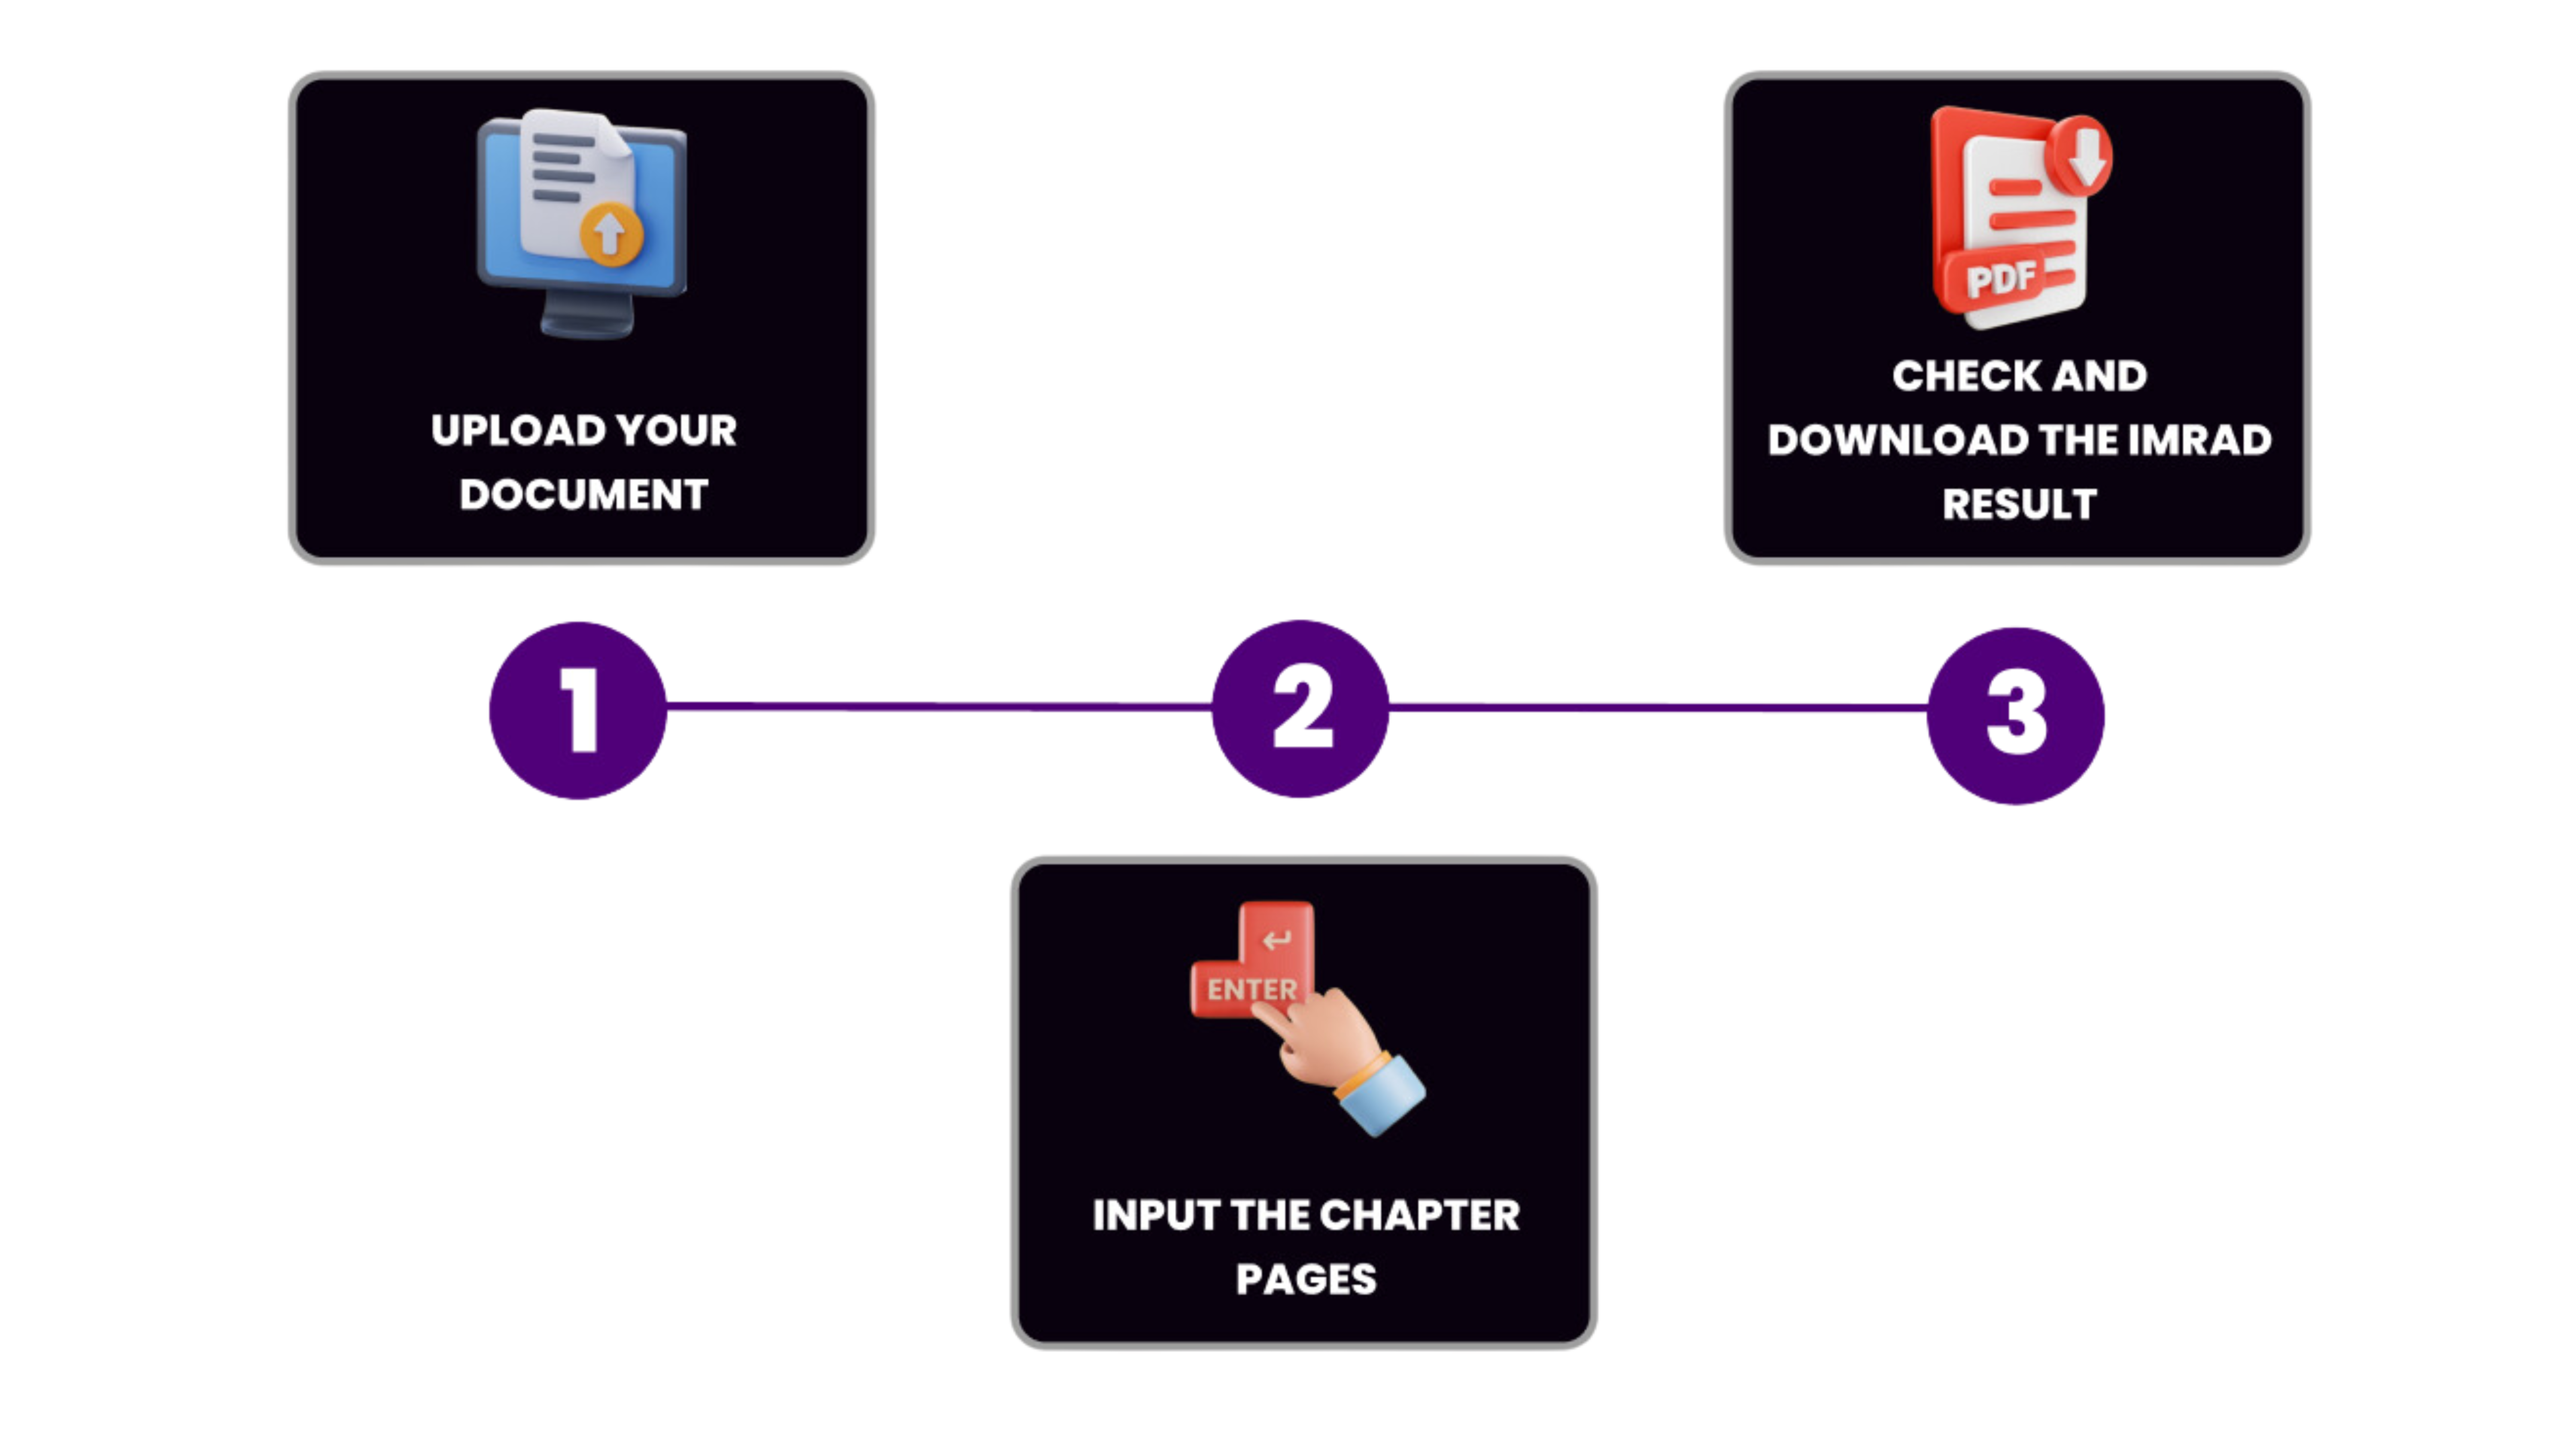 UPLOAD YOUR
DOCUMENT
PDF
CHECK AND
DOWNLOAD THE IMRAD
RESULT
1
2
3
ENTER
INPUT THE CHAPTER
PAGES